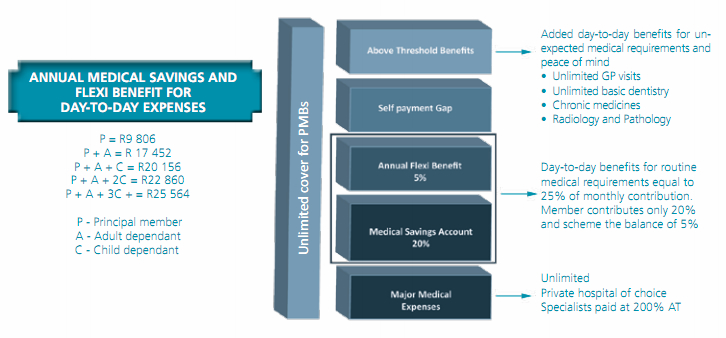 ANNUAL MEDICAL SAVINGS AND
FLEXI BENEFIT FOR
DAY-TO-DAY EXPENSES
P = R9 806
P + A = R 17 452
P + A + C = R20 156
P + A + 2C = R22 860
P + A + 3C + = R25 564
P - Principal member
A - Adult dependant
C - Child dependant
Unlimited cover for PMBs
Above Threshold Benefits
Self payment Gap
Annual Flexi Benefit
5%
Medical Savings Account
20%
Major Medical
Expenses
Added day-to-day benefits for un-
expected medical requirements and
peace of mind
• Unlimited GP visits
• Unlimited basic dentistry
• Chronic medicines
• Radiology and Pathology
Day-to-day benefits for routine
medical requirements equal to
25% of monthly contribution.
Member contributes only 20%
and scheme the balance of 5%
Unlimited
Private hospital of choice
Specialists paid at 200% AT